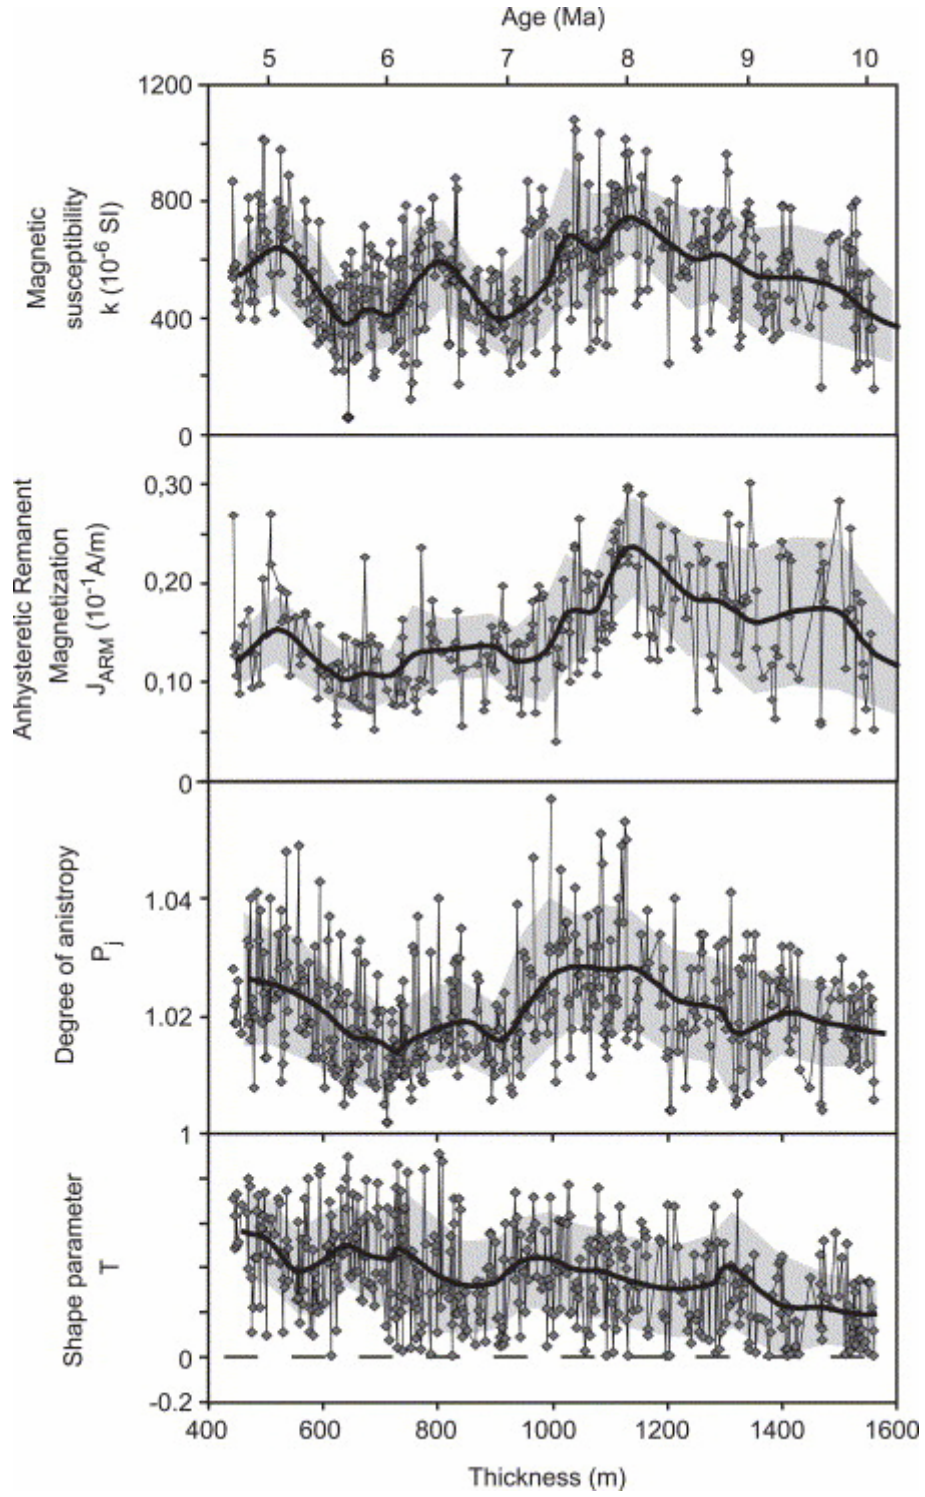 Age (Ma)
5 6 7 8 9 10
1200
800
400
0
Magnetic
susceptibility
k (10-6 SI)
0,30
0,20
0,10
0
Anhysteretic Remanent
Magnetization
JARM (10-1A/m)
1.04
1.02
1
Degree of anistropy
Pj
Shape parameter
T
0
-0.2
400 600 800 1000 1200 1400 1600
Thickness (m)